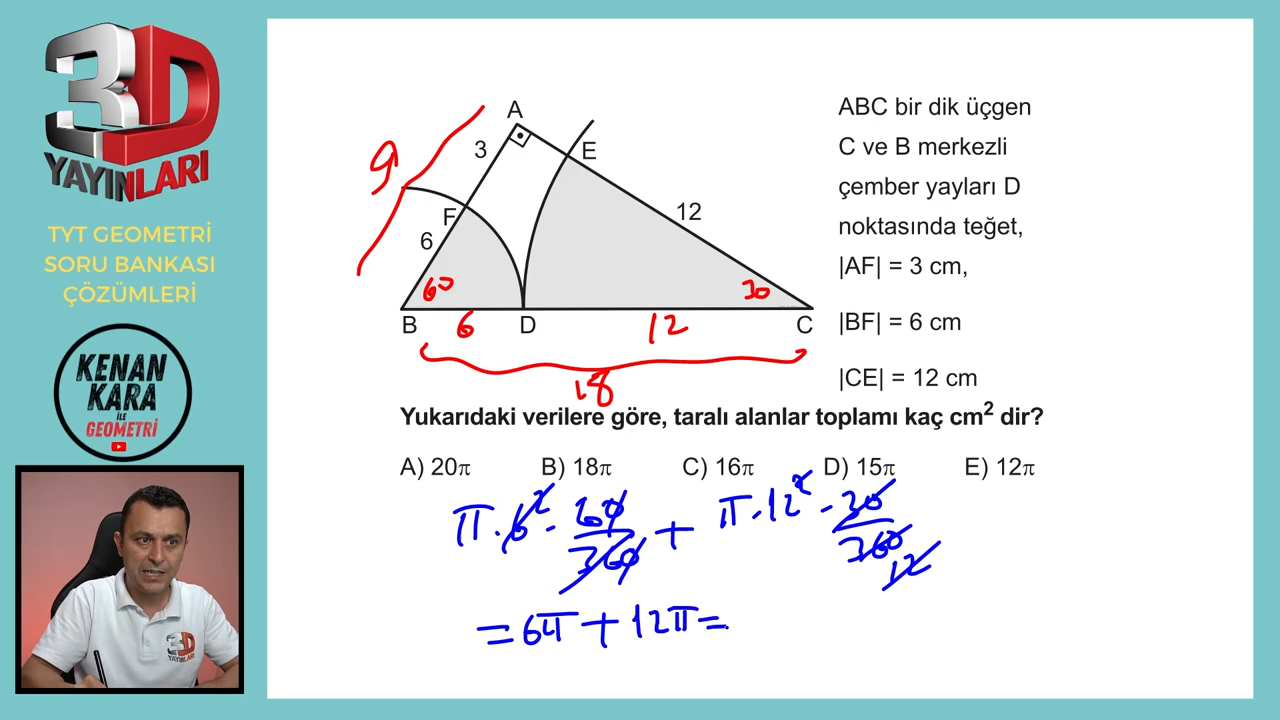 3D
YAYINLARI
TYT GEOMETRİ
SORU BANKASI
ÇÖZÜMLERİ
KENAN
KARA
İLE
GEOMETRİ
3D
YAYINLARI
A
3
E
9
F
12
6
60
30
B
6
D
12
C
18
ABC bir dik üçgen
C ve B merkezli
çember yayları D
noktasında teğet,
|AF| = 3 cm,
|BF| = 6 cm
|CE| = 12 cm
Yukarıdaki verilere göre, taralı alanlar toplamı kaç cm² dir?
A) 20π B) 18π C) 16π D) 15π E) 12π
π·6²·60/360 + π·12²·30/360
12
=6π+12π=